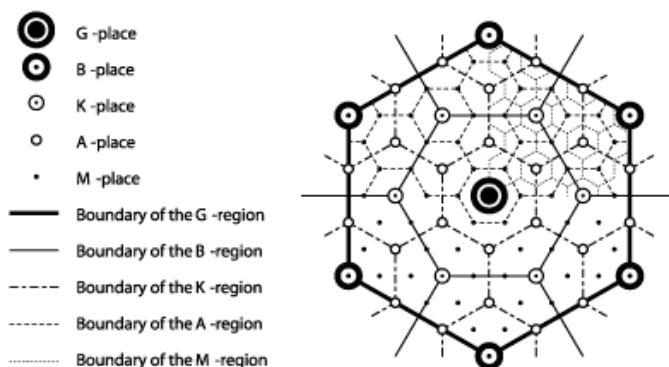 G -place
B -place
K -place
A -place
M -place
Boundary of the G -region
Boundary of the B -region
Boundary of the K -region
Boundary of the A -region
Boundary of the M -region